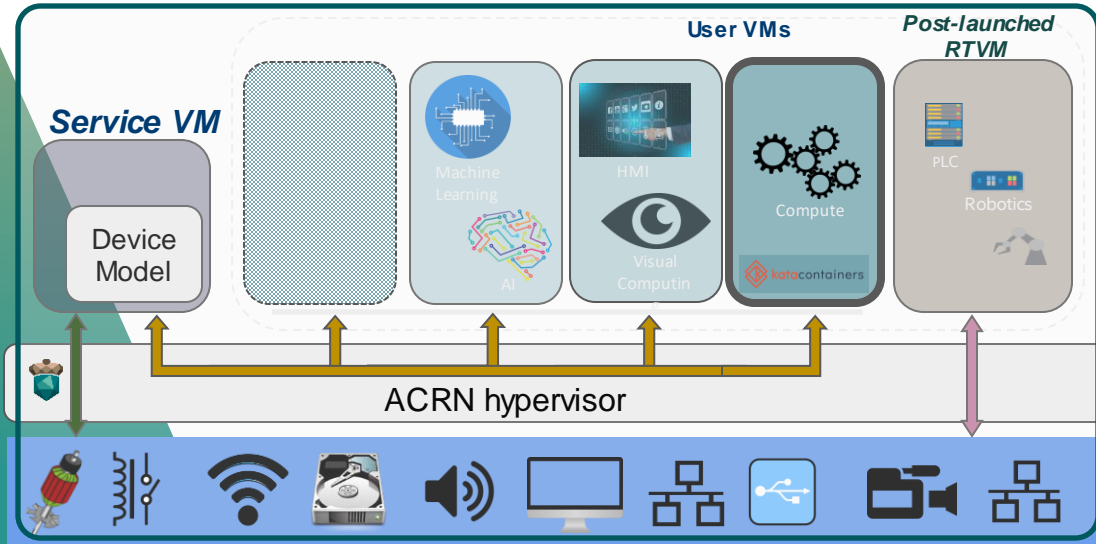 User VMs
Post-launched
RTVM
Service VM
Device
Model
Machine
Learning
AI
HMI
Visual
Computin
Compute
katacontainers
PLC
Robotics
ACRN hypervisor